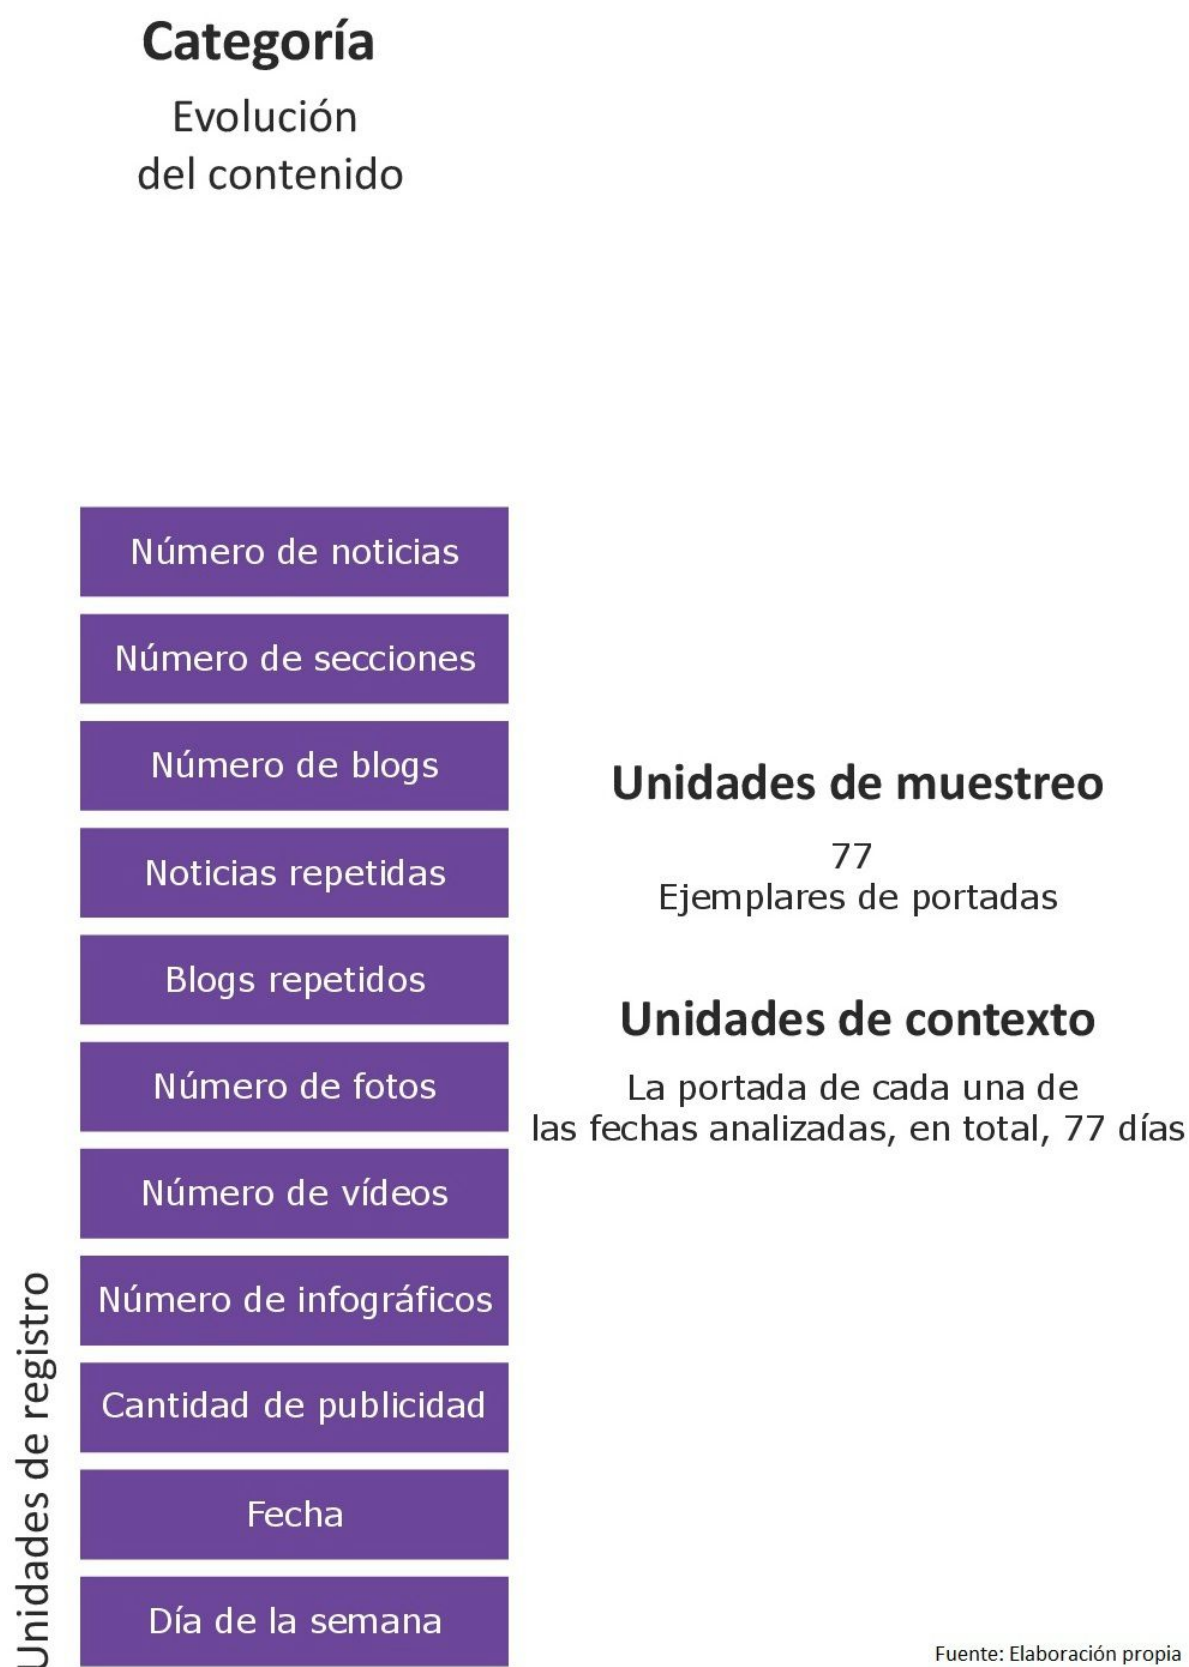 Categoría
Evolución
del contenido
Número de noticias
Número de secciones
Número de blogs
Noticias repetidas
Blogs repetidos
Número de fotos
Número de vídeos
Número de infográficos
Cantidad de publicidad
Fecha
Día de la semana
Unidades de registro
Unidades de muestreo
77
Ejemplares de portadas
Unidades de contexto
La portada de cada una de
las fechas analizadas, en total, 77 días
Fuente: Elaboración propia